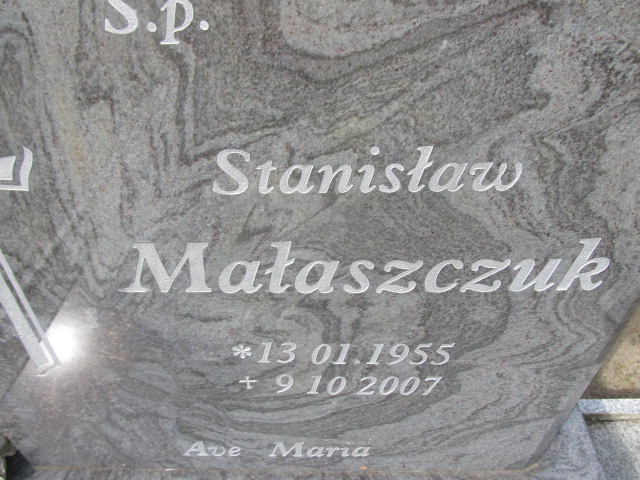 S.p.
Stanisław
Małaszczuk
*13 01.1955
+ 9 10 2007
Ave Maria